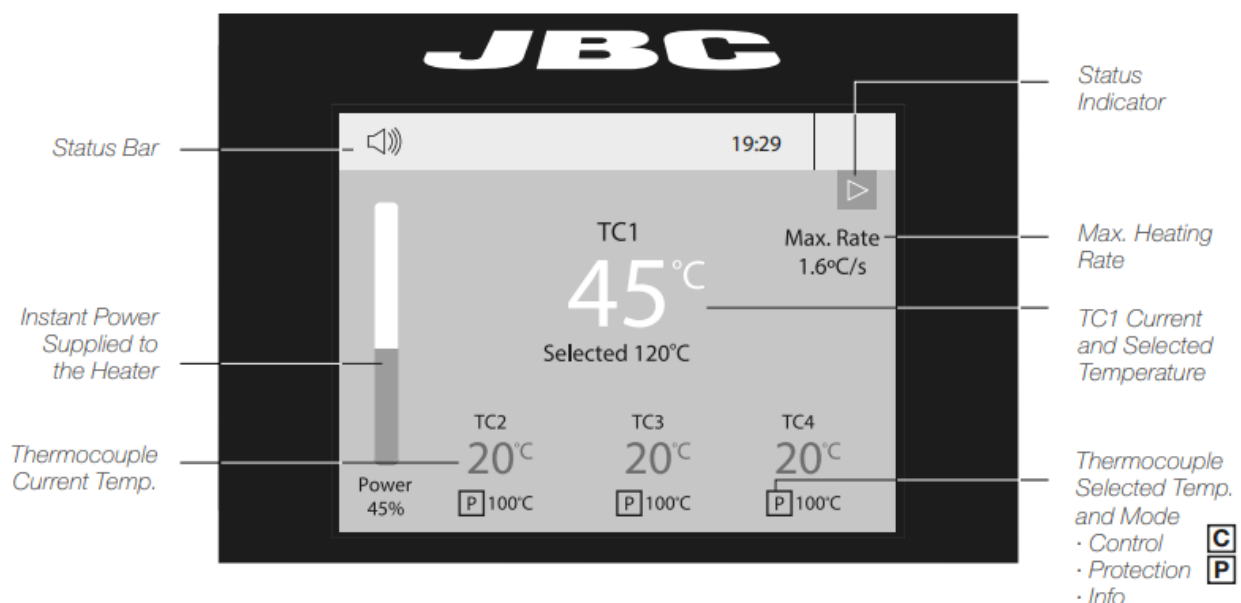 JBC
Status
Indicator
Status Bar
19:29
TC1
45°C
Selected 120°C
Max. Rate
1.6ºC/s
Max. Heating
Rate
TC1 Current
and Selected
Temperature
Instant Power
Supplied to
the Heater
Thermocouple
Current Temp.
Power
45%
TC2
20°C
P 100°C
TC3
20°C
P 100°C
TC4
20°C
P 100°C
Thermocouple
Selected Temp.
and Mode
· Control C
· Protection P
· Info